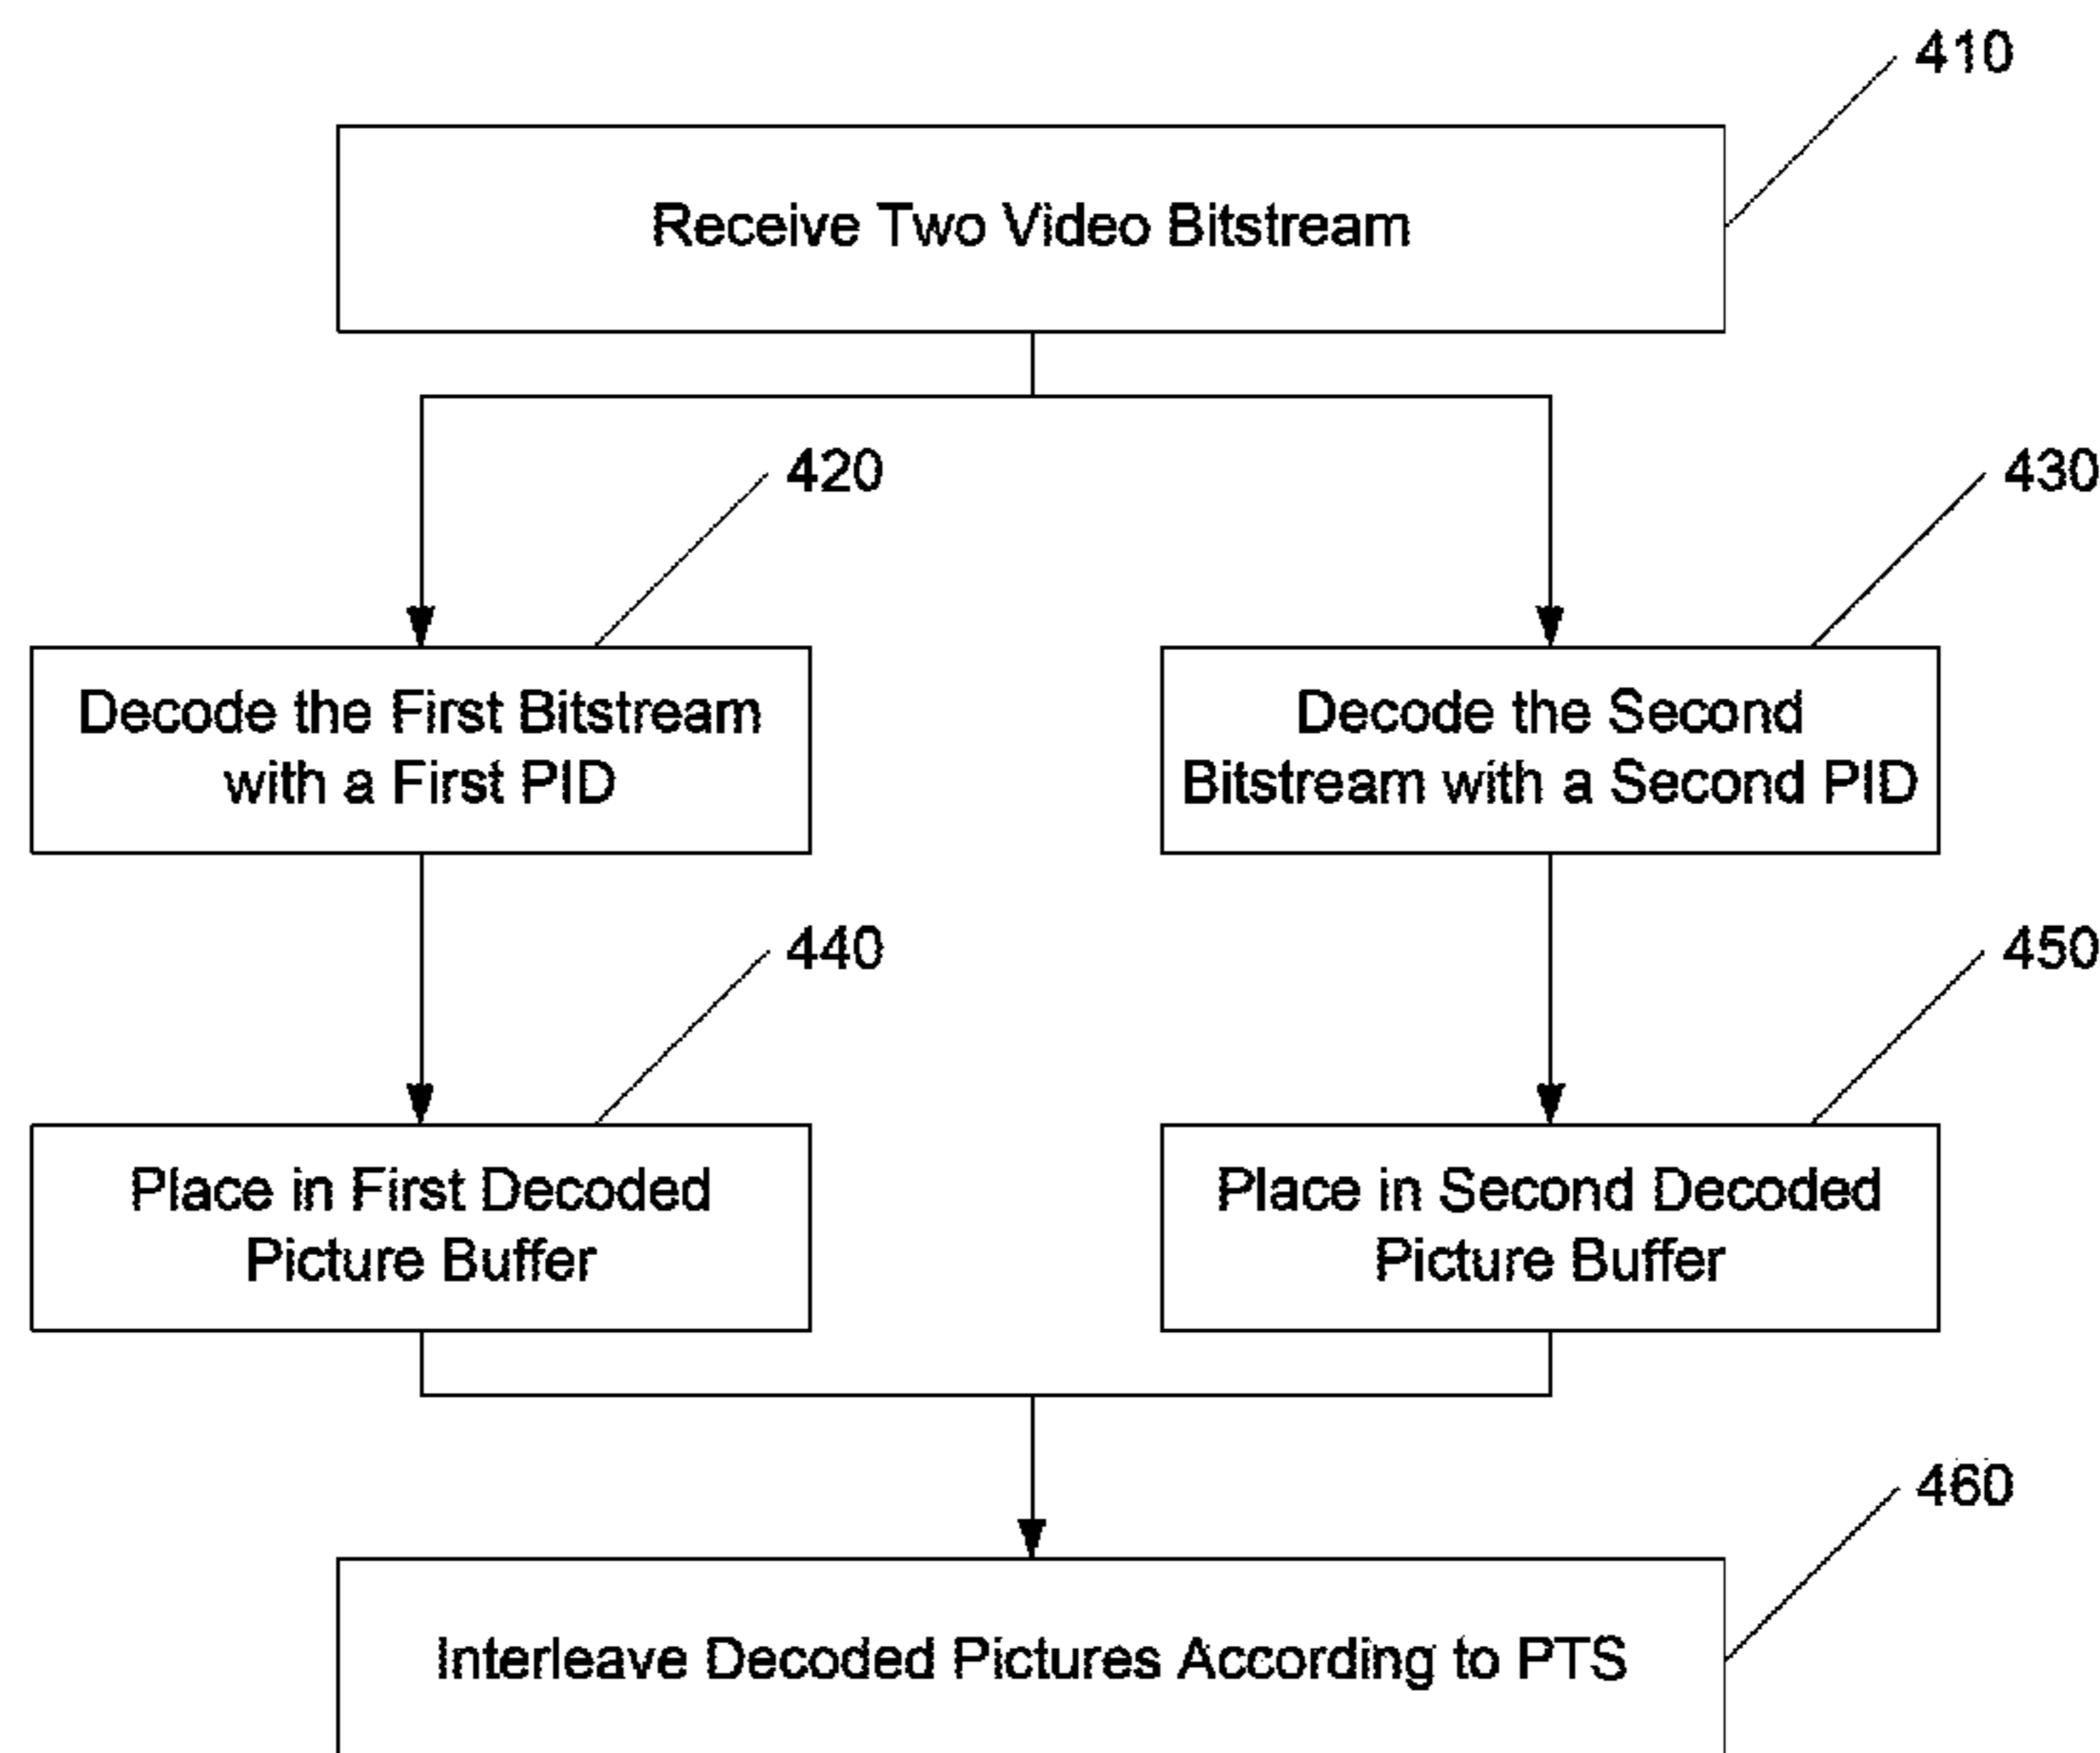 410
Receive Two Video Bitstream
420
430
Decode the First Bitstream
with a First PID
Decode the Second
Bitstream with a Second PID
440
450
Place in First Decoded
Picture Buffer
Place in Second Decoded
Picture Buffer
460
Interleave Decoded Pictures According to PTS